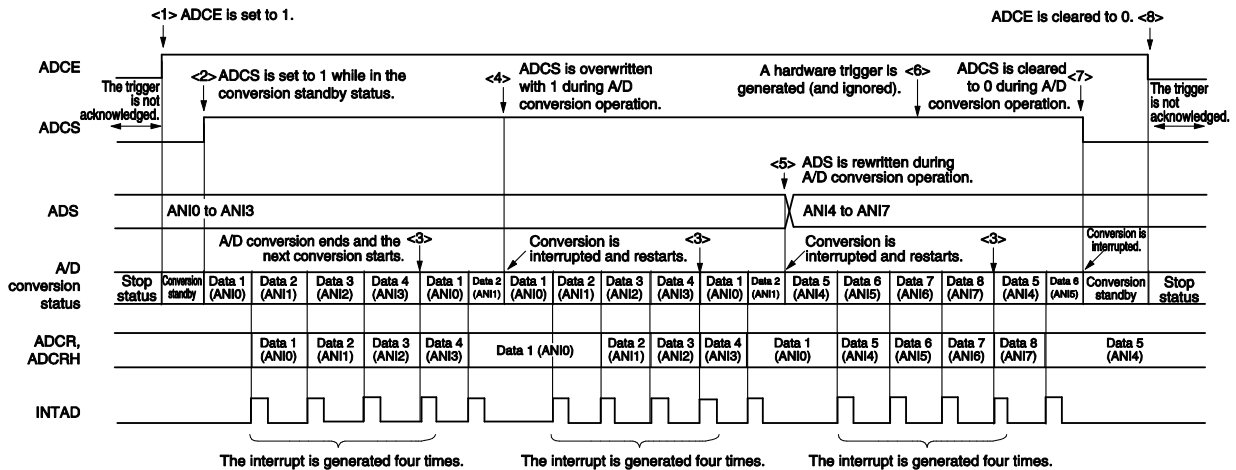 <1> ADCE is set to 1.
ADCE is cleared to 0. <8>
ADCE
The trigger
is not
acknowledged.
<2> ADCS is set to 1 while in the
conversion standby status.
<4> ADCS is overwritten
with 1 during A/D
conversion operation.
A hardware trigger is <6>
generated (and ignored).
ADCS is cleared
to 0 during A/D <7>
conversion operation.
The trigger
is not
acknowledged.
ADCS
<5> ADS is rewritten during
A/D conversion operation.
ADS
ANI0 to ANI3
ANI4 to ANI7
A/D conversion ends and the <3>
next conversion starts.
Conversion is
interrupted and restarts.
<3>
Conversion is
interrupted and restarts.
<3>
Conversion is
interrupted.
A/D
conversion
status
Stop
status
Conversion
standby
Data 1
(ANI0)
Data 2
(ANI1)
Data 3
(ANI2)
Data 4
(ANI3)
Data 1
(ANI0)
Data 2
(ANI1)
Data 1
(ANI0)
Data 2
(ANI1)
Data 3
(ANI2)
Data 4
(ANI3)
Data 1
(ANI0)
Data 2
(ANI1)
Data 5
(ANI4)
Data 6
(ANI5)
Data 7
(ANI6)
Data 8
(ANI7)
Data 5
(ANI4)
Data 6
(ANI5)
Conversion
standby
Stop
status
ADCR,
ADCRH
Data 1
(ANI0)
Data 2
(ANI1)
Data 3
(ANI2)
Data 4
(ANI3)
Data 1 (ANI0)
Data 2
(ANI1)
Data 3
(ANI2)
Data 4
(ANI3)
Data 1
(ANI0)
Data 5
(ANI4)
Data 6
(ANI5)
Data 7
(ANI6)
Data 8
(ANI7)
Data 5
(ANI4)
INTAD
The interrupt is generated four times.
The interrupt is generated four times.
The interrupt is generated four times.